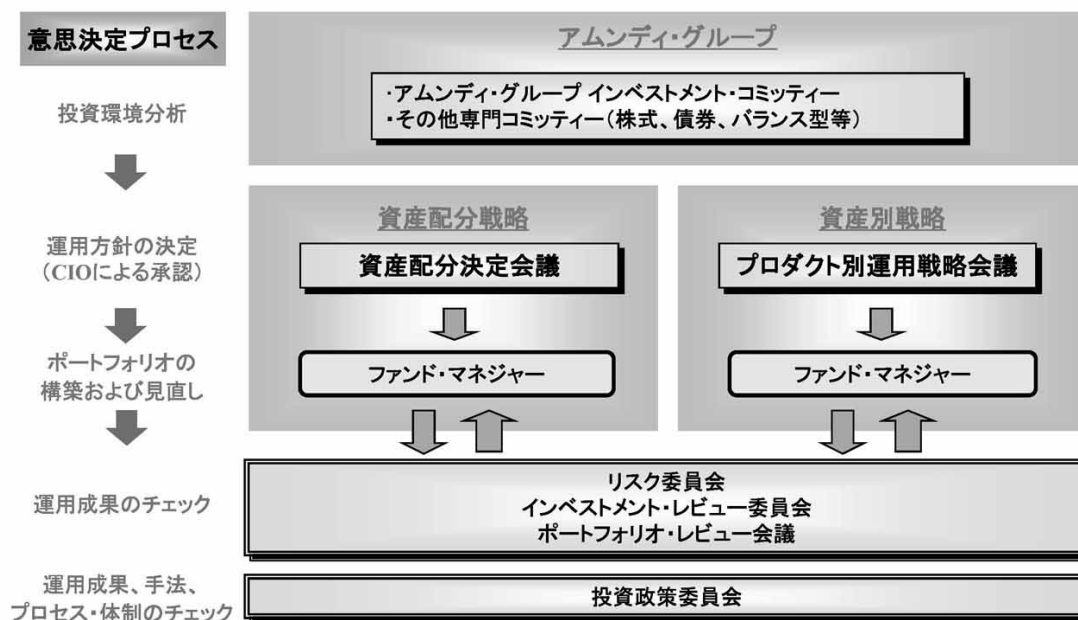 意思決定プロセス
アムンディ・グループ
投資環境分析
・アムンディ・グループ インベストメント・コミッティー
・その他専門コミッティー(株式、債券、バランス型等)
資産配分戦略
資産別戦略
運用方針の決定
(CIOによる承認)
資産配分決定会議
プロダクト別運用戦略会議
ポートフォリオの
構築および見直し
ファンド・マネジャー
ファンド・マネジャー
運用成果のチェック
リスク委員会
インベストメント・レビュー委員会
ポートフォリオ・レビュー会議
運用成果、手法、
プロセス・体制のチェック
投資政策委員会